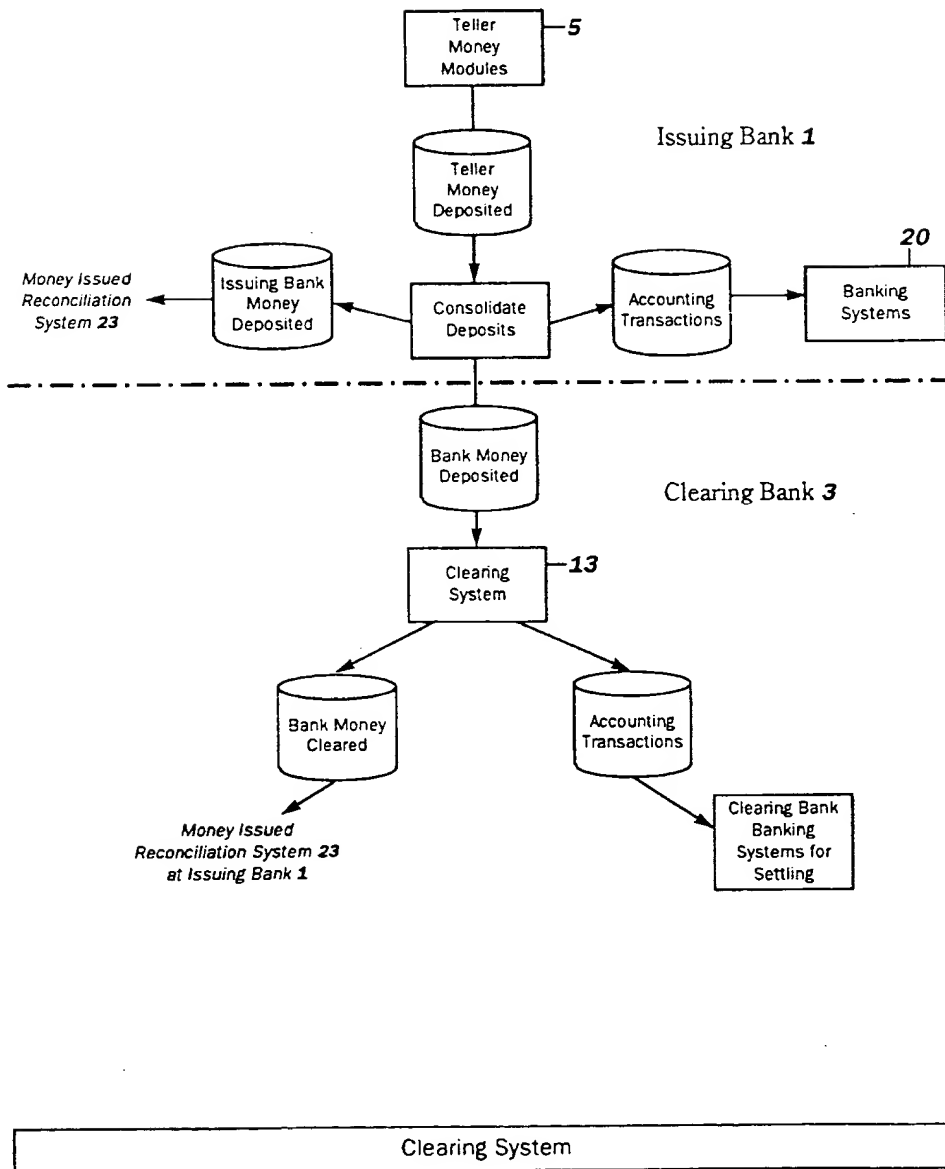 Teller
Money
Modules
5
Issuing Bank 1
Teller
Money
Deposited
20
Money Issued
Reconciliation
System 23
Issuing Bank
Money
Deposited
Consolidate
Deposits
Accounting
Transactions
Banking
Systems
Bank Money
Deposited
Clearing Bank 3
Clearing
System
13
Bank Money
Cleared
Accounting
Transactions
Money Issued
Reconciliation System 23
at Issuing Bank 1
Clearing Bank
Banking
Systems for
Settling
Clearing System